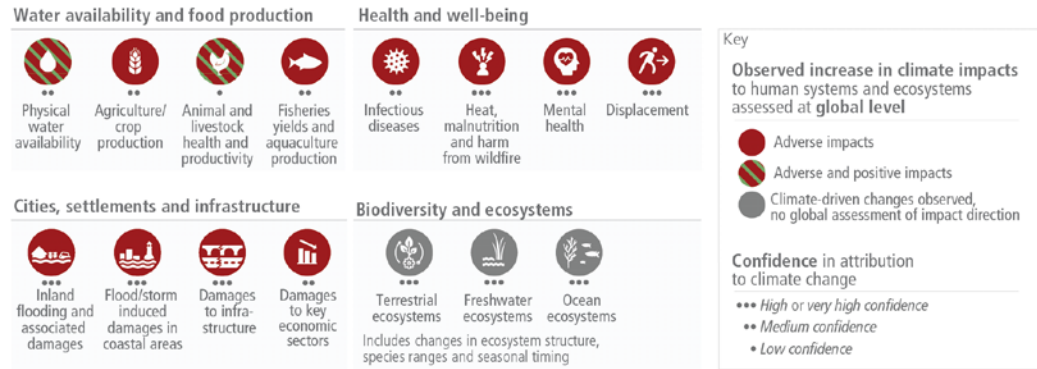 Water availability and food production
Physical
water
availability
Agriculture/
crop
production
Animal and
livestock
health and
productivity
Fisheries
yields and
aquaculture
production
Health and well-being
Infectious
diseases
Heat,
malnutrition
and harm
from wildfire
Mental
health
Displacement
Cities, settlements and infrastructure
Inland
flooding and
associated
damages
Flood/storm
induced
damages in
coastal areas
Damages
to infra-
structure
Damages
to key
economic
sectors
Biodiversity and ecosystems
Terrestrial
ecosystems
Freshwater
ecosystems
Ocean
ecosystems
Includes changes in ecosystem structure,
species ranges and seasonal timing
Key
Observed increase in climate impacts
to human systems and ecosystems
assessed at global level
Adverse impacts
Adverse and positive impacts
Climate-driven changes observed,
no global assessment of impact direction
Confidence in attribution
to climate change
••• High or very high confidence
•• Medium confidence
• Low confidence